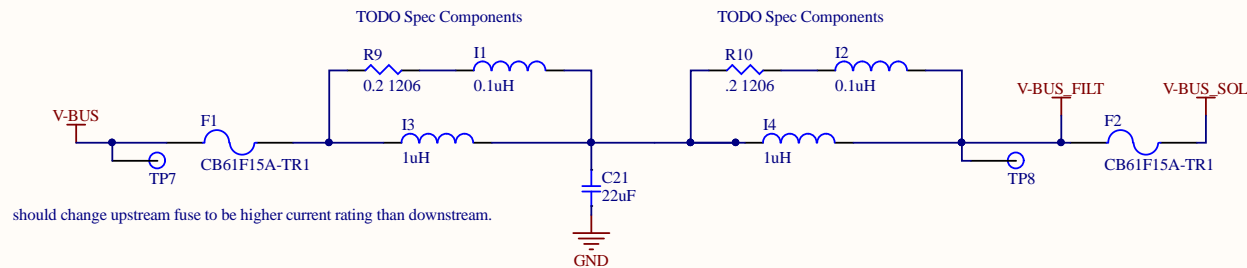 TODO Spec Components
TODO Spec Components
R9
I1
R10
I2
0.2 1206
0.1uH
.2 1206
0.1uH
V-BUS_FILT
V-BUS_SOL
V-BUS
F1
I3
I4
F2
TP7
CB61F15A-TR1
1uH
1uH
TP8
CB61F15A-TR1
C21
22uF
should change upstream fuse to be higher current rating than downstream.
GND